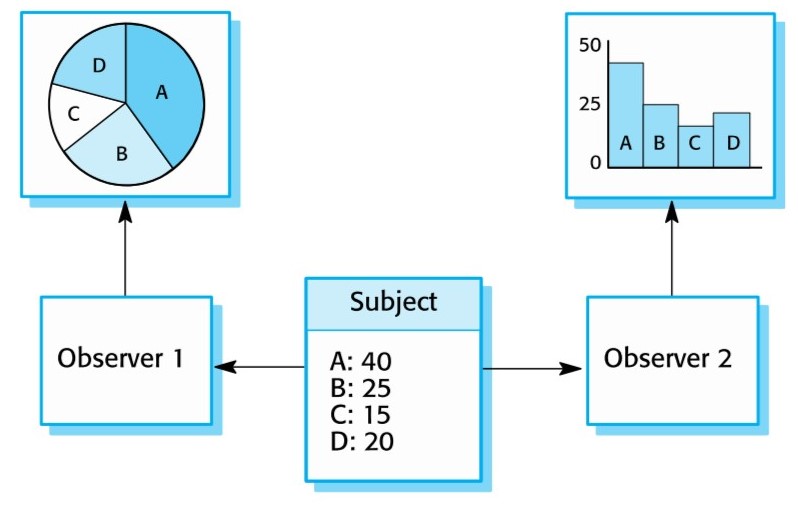 D
A
C
B
50
25
0
A B C D
Observer 1
Subject
A: 40
B: 25
C: 15
D: 20
Observer 2